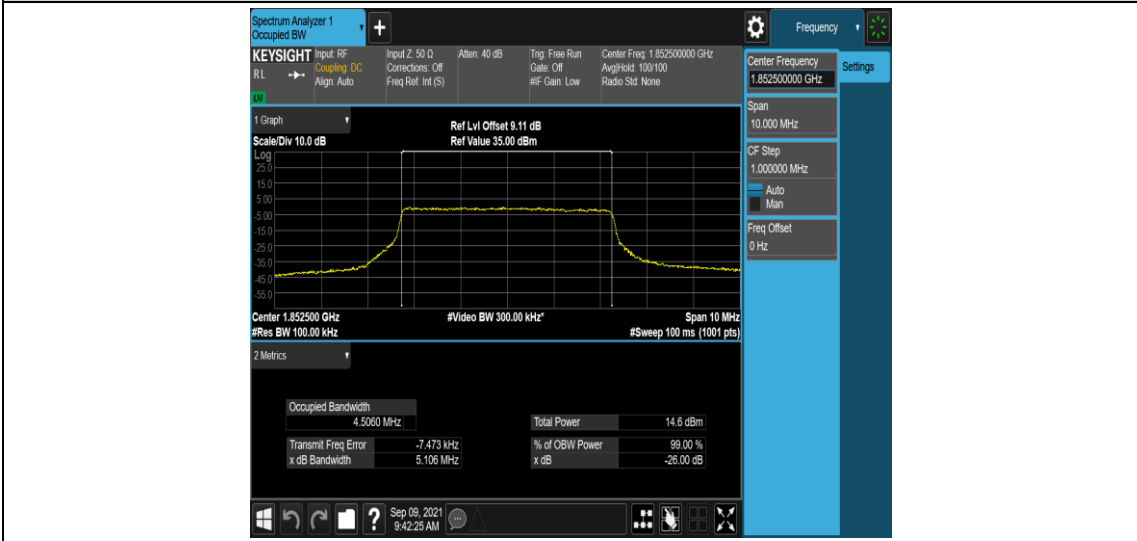 Spectrum Analyzer 1
Occupied BW
+
Frequency
KEYSIGHT Input: RF Input Z: 50 Ω Atten: 40 dB Trig: Free Run Center Freq: 1.852500000 GHz
RL Coupling: DC Corrections: Off Gate: Off Avg|Hold: 100/100
Align: Auto Freq Ref: Int (S) #IF Gain: Low Radio Std: None
Center Frequency
1.852500000 GHz
Settings
Span
10.000 MHz
CF Step
1.000000 MHz
Auto
Man
Freq Offset
0 Hz
1 Graph
Ref Lvl Offset 9.11 dB
Scale/Div 10.0 dB Ref Value 35.00 dBm
Log
25.0
15.0
5.00
-5.00
-15.0
-25.0
-35.0
-45.0
-55.0
Center 1.852500 GHz #Video BW 300.00 kHz* Span 10 MHz
#Res BW 100.00 kHz #Sweep 100 ms (1001 pts)
2 Metrics
Occupied Bandwidth
4.5060 MHz Total Power 14.6 dBm
Transmit Freq Error -7.473 kHz % of OBW Power 99.00 %
x dB Bandwidth 5.106 MHz x dB -26.00 dB
? Sep 09, 2021
9:42:25 AM